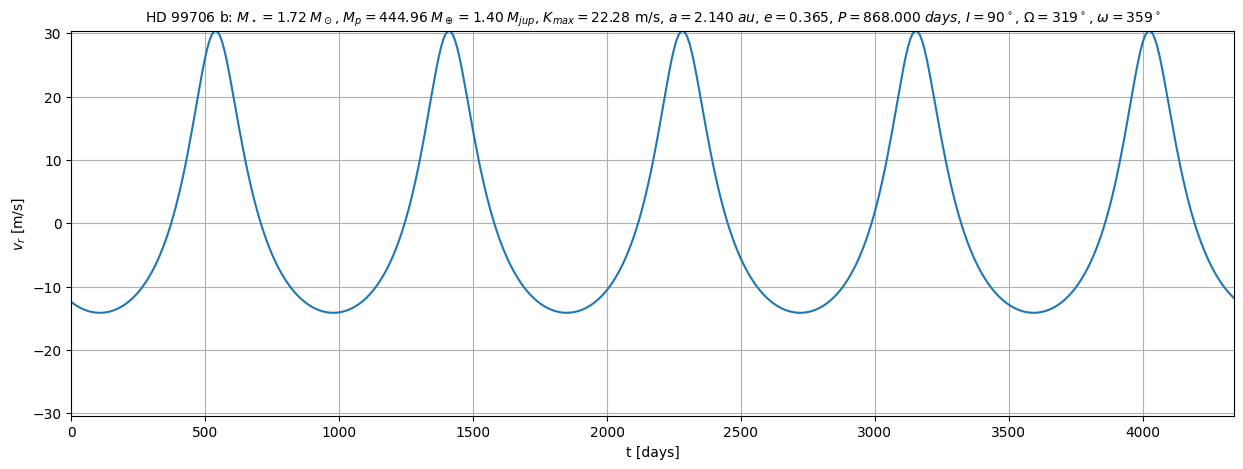 HD 99706 b: M⋆ = 1.72 M⊙, Mp = 444.96 M⊕ = 1.40 Mjup, Kmax = 22.28 m/s, a = 2.140 au, e = 0.365, P = 868.000 days, I = 90°, Ω = 319°, ω = 359°
30
20
10
0
−10
−20
−30
vr [m/s]
0 500 1000 1500 2000 2500 3000 3500 4000
t [days]